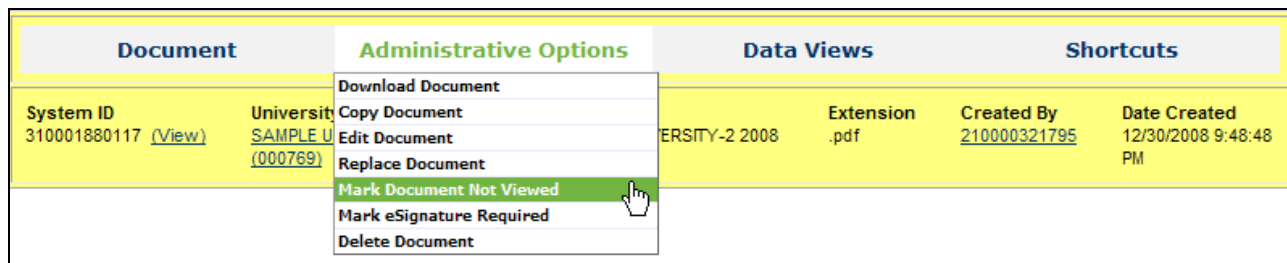 Document Administrative Options Data Views Shortcuts
Download Document
Copy Document
Edit Document
Replace Document
Mark Document Not Viewed
Mark eSignature Required
Delete Document
System ID University Extension Created By Date Created
310001880117 (View) SAMPLE U ERSITY-2 2008 .pdf 210000321795 12/30/2008 9:48:48
(000769) PM